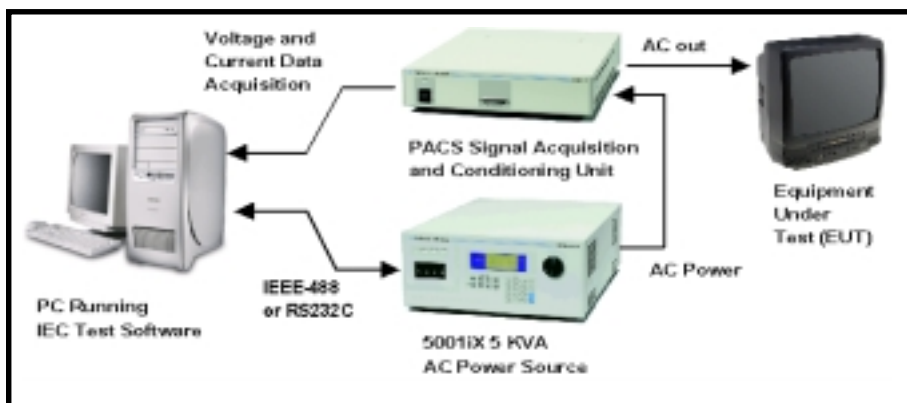 Voltage and
Current Data
Acquisition
AC out
PACS Signal Acquisition
and Conditioning Unit
Equipment
Under
Test (EUT)
AC Power
IEEE-488
or RS232C
PC Running
IEC Test Software
5001iX 5 KVA
AC Power Source